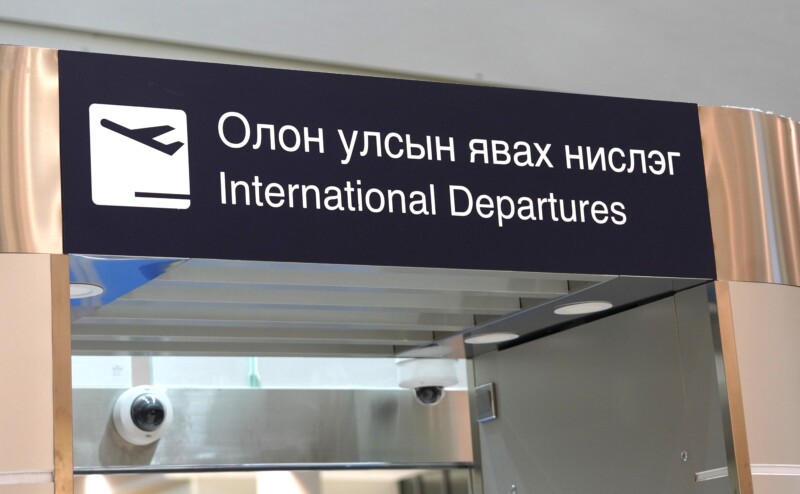 Олон улсын явах нислэг
International Departures